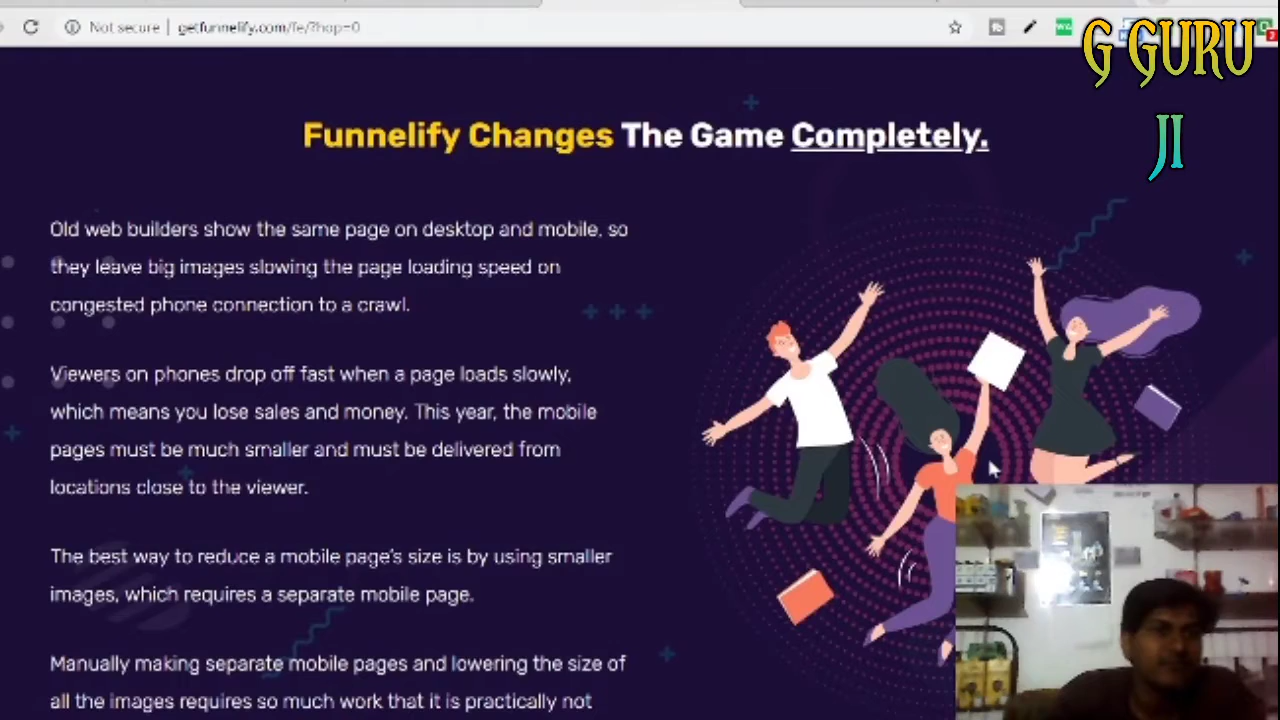 Not secure | getfunnelify.com/fe/?hop=0
G GURU
JI
Funnelify Changes The Game Completely.
Old web builders show the same page on desktop and mobile, so
they leave big images slowing the page loading speed on
congested phone connection to a crawl.
Viewers on phones drop off fast when a page loads slowly,
which means you lose sales and money. This year, the mobile
pages must be much smaller and must be delivered from
locations close to the viewer.
The best way to reduce a mobile page's size is by using smaller
images, which requires a separate mobile page.
Manually making separate mobile pages and lowering the size of
all the images requires so much work that it is practically not